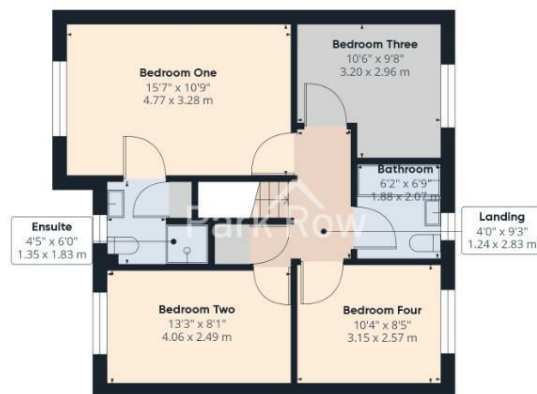 Bedroom One
15'7" x 10'9"
4.77 x 3.28 m
Bedroom Three
10'6" x 9'8"
3.20 x 2.96 m
Bathroom
6'2" x 6'9"
1.88 x 2.07 m
Ensuite
4'5" x 6'0"
1.35 x 1.83 m
Park Row
Landing
4'0" x 9'3"
1.24 x 2.83 m
Bedroom Two
13'3" x 8'1"
4.06 x 2.49 m
Bedroom Four
10'4" x 8'5"
3.15 x 2.57 m